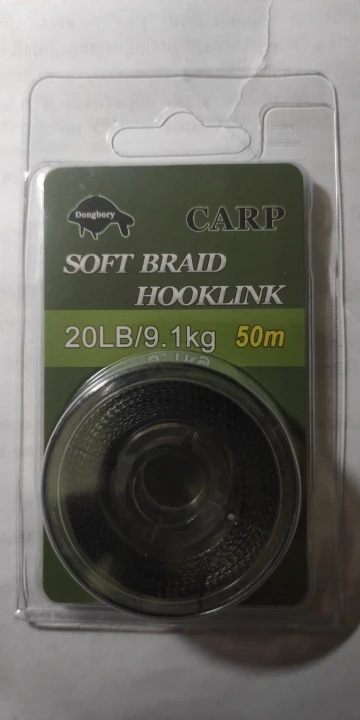 Dongbory
CARP
SOFT BRAID
HOOKLINK
20LB/9.1kg 50m